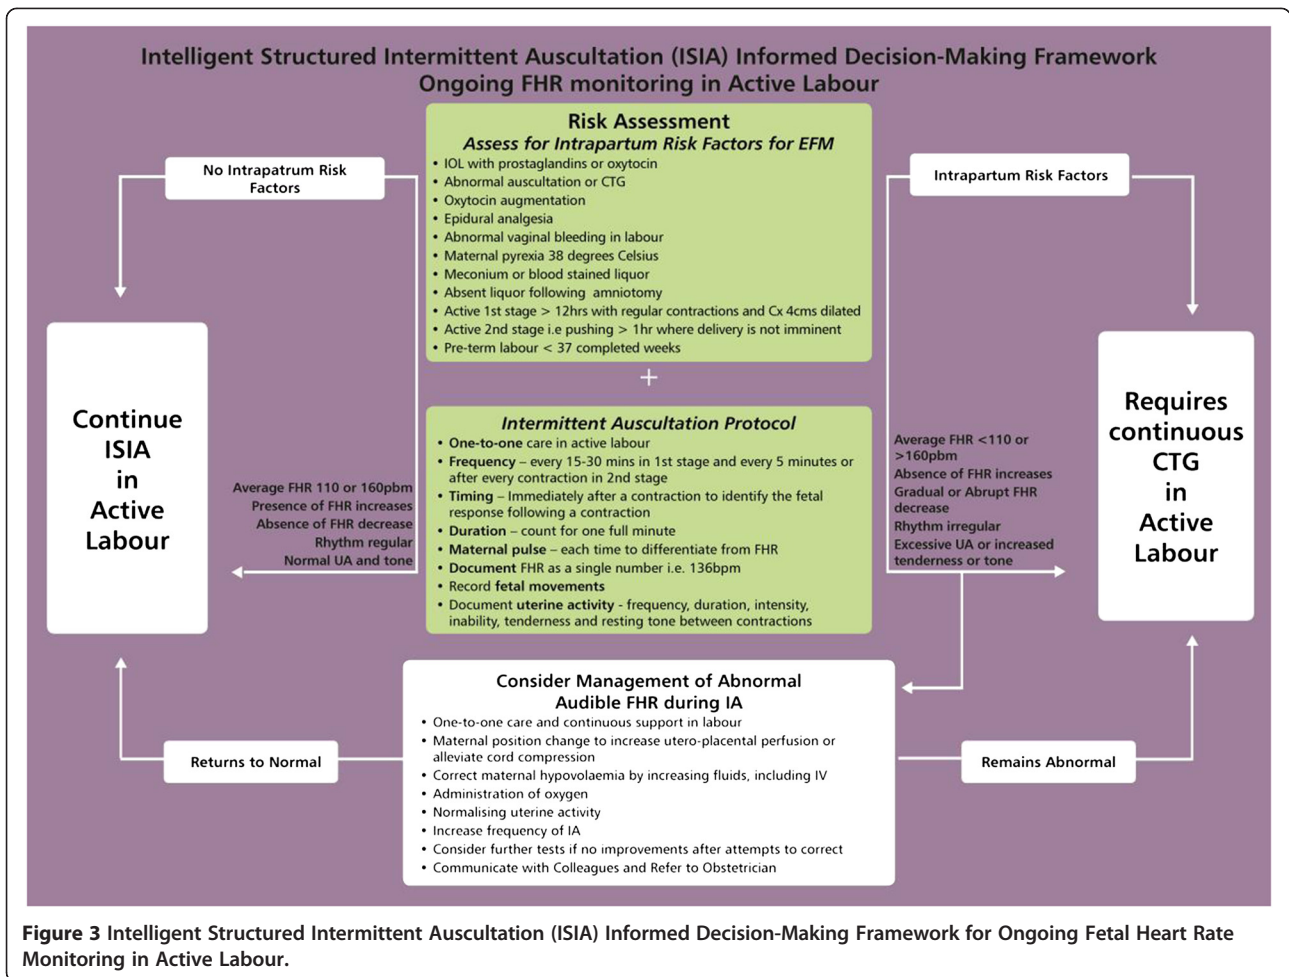 Intelligent Structured Intermittent Auscultation (ISIA) Informed Decision-Making Framework
Ongoing FHR monitoring in Active Labour
Risk Assessment
Assess for Intrapartum Risk Factors for EFM
• IOL with prostaglandins or oxytocin
• Abnormal auscultation or CTG
• Oxytocin augmentation
• Epidural analgesia
• Abnormal vaginal bleeding in labour
• Maternal pyrexia 38 degrees Celsius
• Meconium or blood stained liquor
• Absent liquor following amniotomy
• Active 1st stage > 12hrs with regular contractions and Cx 4cms dilated
• Active 2nd stage i.e pushing > 1hr where delivery is not imminent
• Pre-term labour < 37 completed weeks
No Intrapatrum Risk
Factors
Intrapartum Risk Factors
+
Continue
ISIA
in
Active
Labour
Average FHR 110 or 160pbm
Presence of FHR increases
Absence of FHR decrease
Rhythm regular
Normal UA and tone
Intermittent Auscultation Protocol
• One-to-one care in active labour
• Frequency – every 15-30 mins in 1st stage and every 5 minutes or
after every contraction in 2nd stage
• Timing – Immediately after a contraction to identify the fetal
response following a contraction
• Duration – count for one full minute
• Maternal pulse – each time to differentiate from FHR
• Document FHR as a single number i.e. 136bpm
• Record fetal movements
• Document uterine activity - frequency, duration, intensity,
inability, tenderness and resting tone between contractions
Average FHR <110 or
>160pbm
Absence of FHR increases
Gradual or Abrupt FHR
decrease
Rhythm irregular
Excessive UA or increased
tenderness or tone
Requires
continuous
CTG
in
Active
Labour
Consider Management of Abnormal
Audible FHR during IA
• One-to-one care and continuous support in labour
• Maternal position change to increase utero-placental perfusion or
alleviate cord compression
• Correct maternal hypovolaemia by increasing fluids, including IV
• Administration of oxygen
• Normalising uterine activity
• Increase frequency of IA
• Consider further tests if no improvements after attempts to correct
• Communicate with Colleagues and Refer to Obstetrician
Returns to Normal
Remains Abnormal
Figure 3 Intelligent Structured Intermittent Auscultation (ISIA) Informed Decision-Making Framework for Ongoing Fetal Heart Rate
Monitoring in Active Labour.